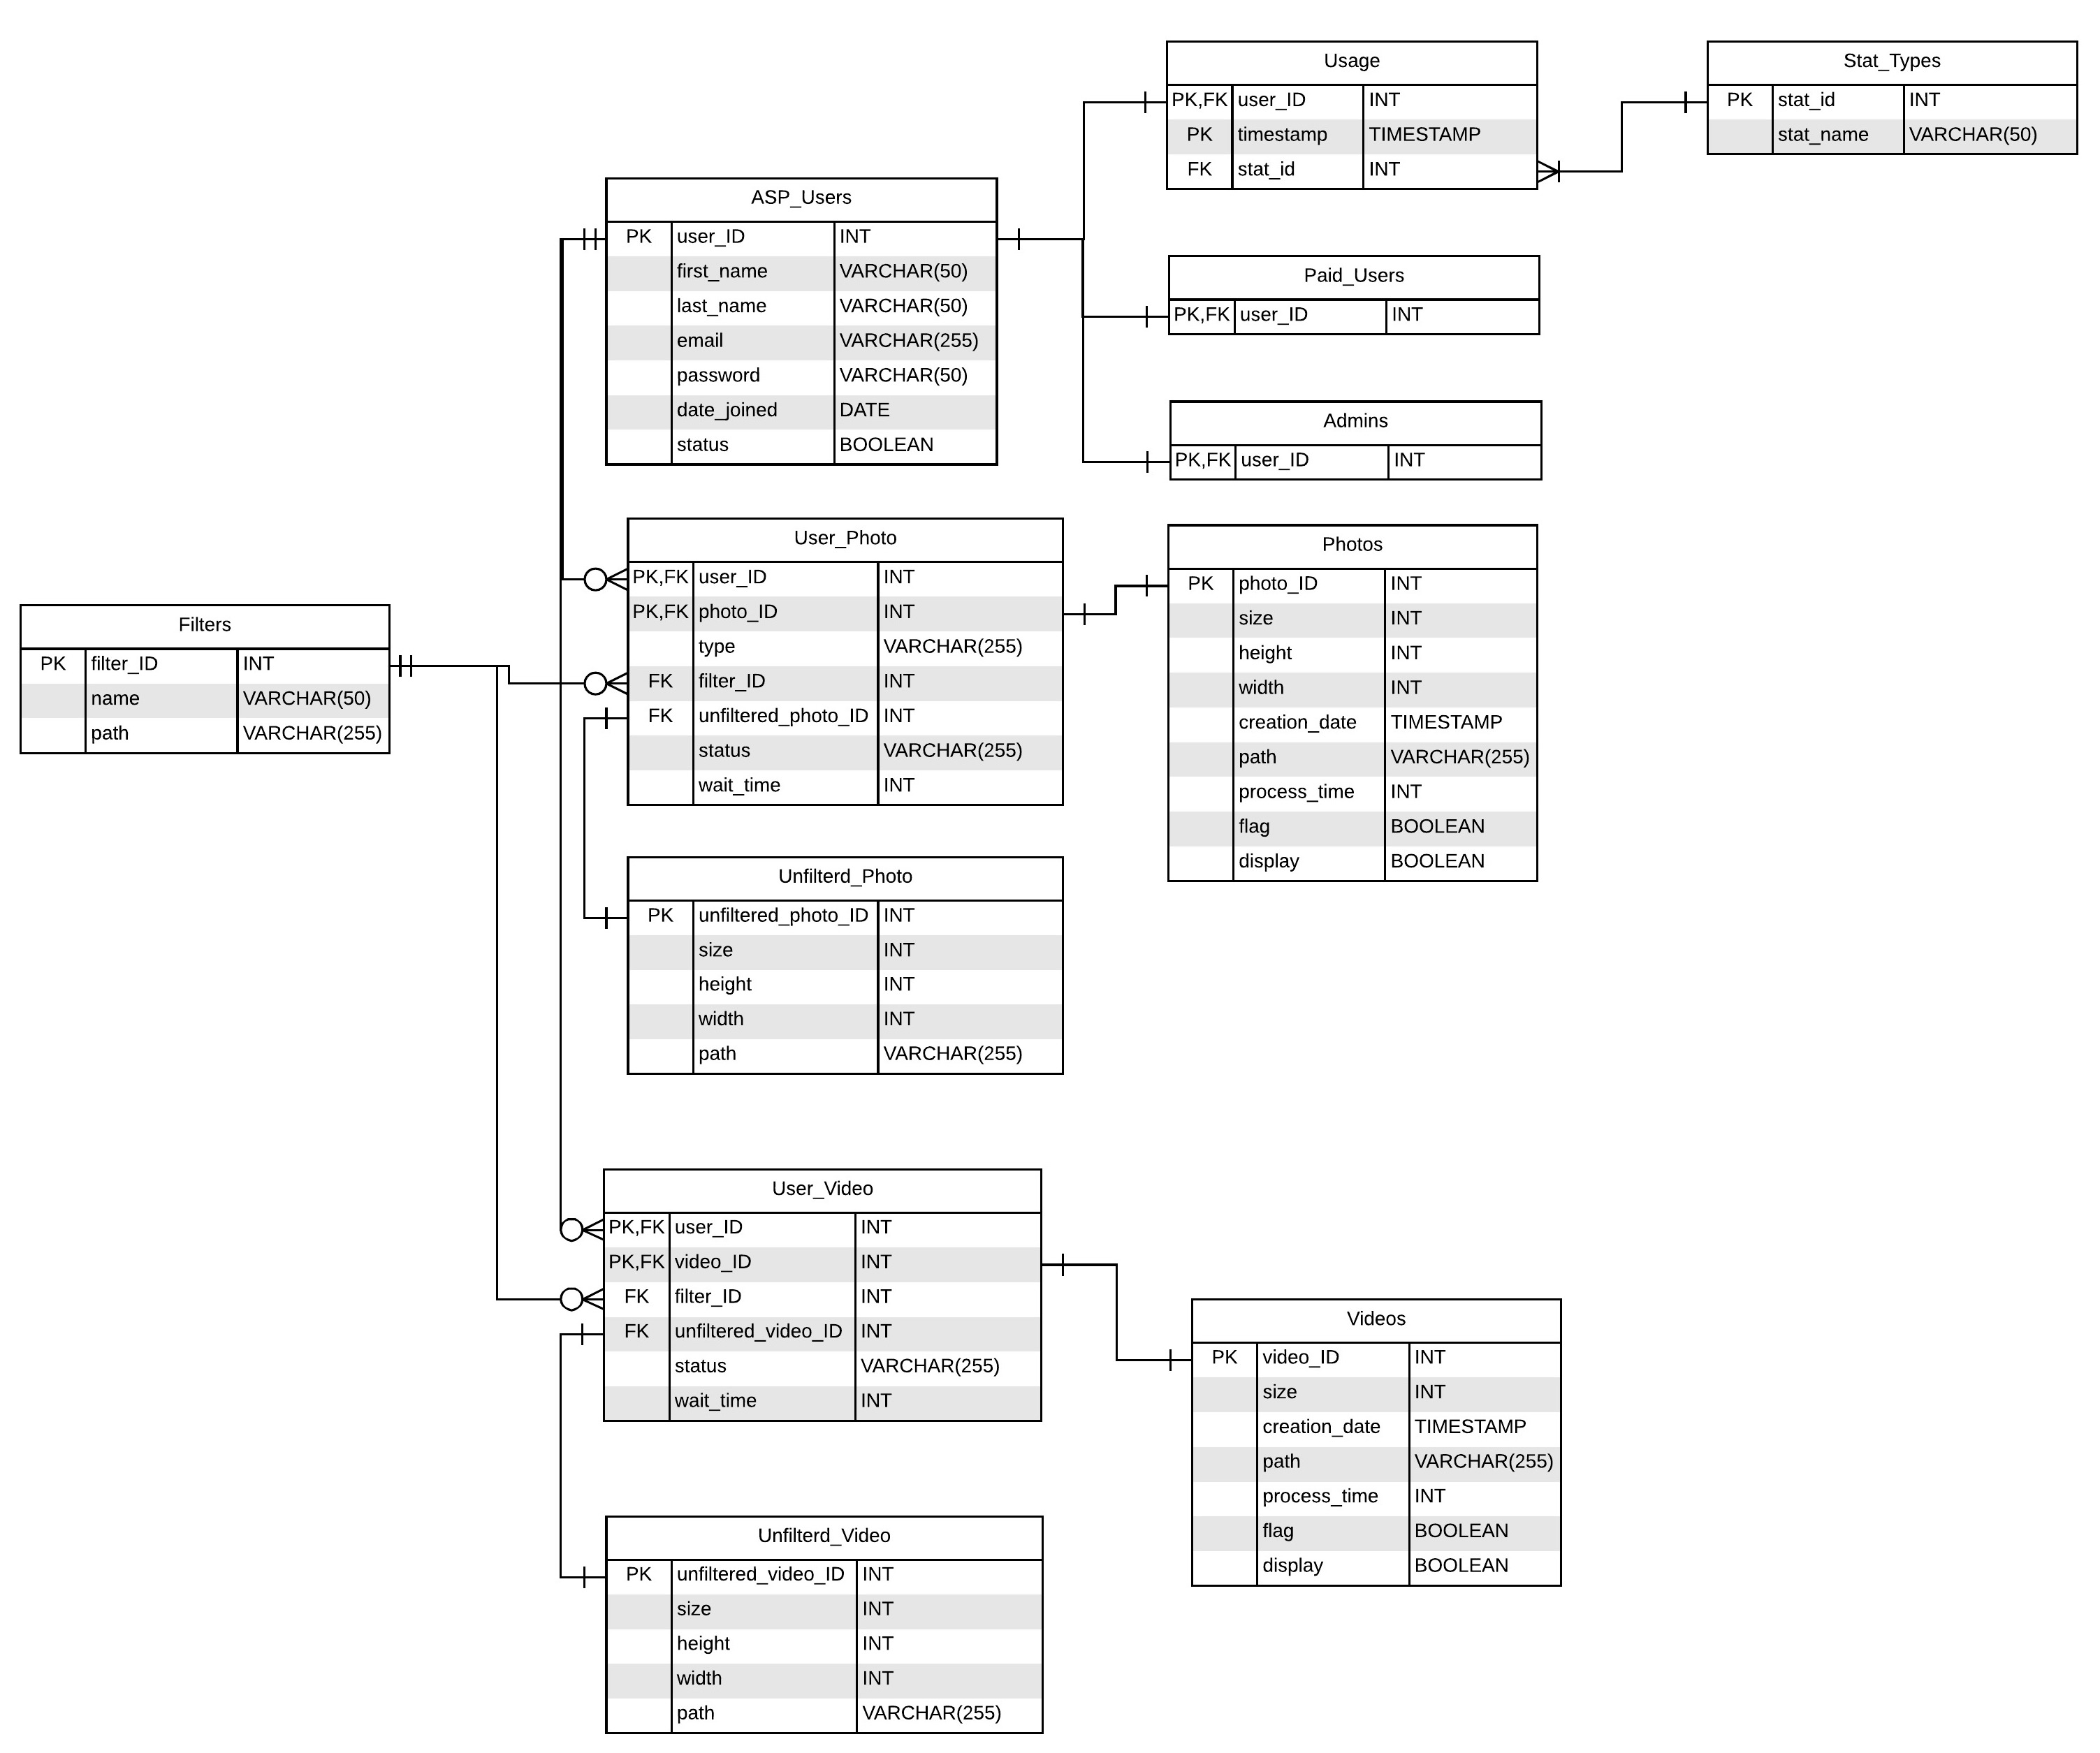 Usage
PK,FK user_ID INT
PK timestamp TIMESTAMP
FK stat_id INT
Stat_Types
PK stat_id INT
stat_name VARCHAR(50)
ASP_Users
PK user_ID INT
first_name VARCHAR(50)
last_name VARCHAR(50)
email VARCHAR(255)
password VARCHAR(50)
date_joined DATE
status BOOLEAN
Paid_Users
PK,FK user_ID INT
Admins
PK,FK user_ID INT
User_Photo
PK,FK user_ID INT
PK,FK photo_ID INT
type VARCHAR(255)
FK filter_ID INT
FK unfiltered_photo_ID INT
status VARCHAR(255)
wait_time INT
Photos
PK photo_ID INT
size INT
height INT
width INT
creation_date TIMESTAMP
path VARCHAR(255)
process_time INT
flag BOOLEAN
display BOOLEAN
Filters
PK filter_ID INT
name VARCHAR(50)
path VARCHAR(255)
Unfilterd_Photo
PK unfiltered_photo_ID INT
size INT
height INT
width INT
path VARCHAR(255)
User_Video
PK,FK user_ID INT
PK,FK video_ID INT
FK filter_ID INT
FK unfiltered_video_ID INT
status VARCHAR(255)
wait_time INT
Videos
PK video_ID INT
size INT
creation_date TIMESTAMP
path VARCHAR(255)
process_time INT
flag BOOLEAN
display BOOLEAN
Unfilterd_Video
PK unfiltered_video_ID INT
size INT
height INT
width INT
path VARCHAR(255)